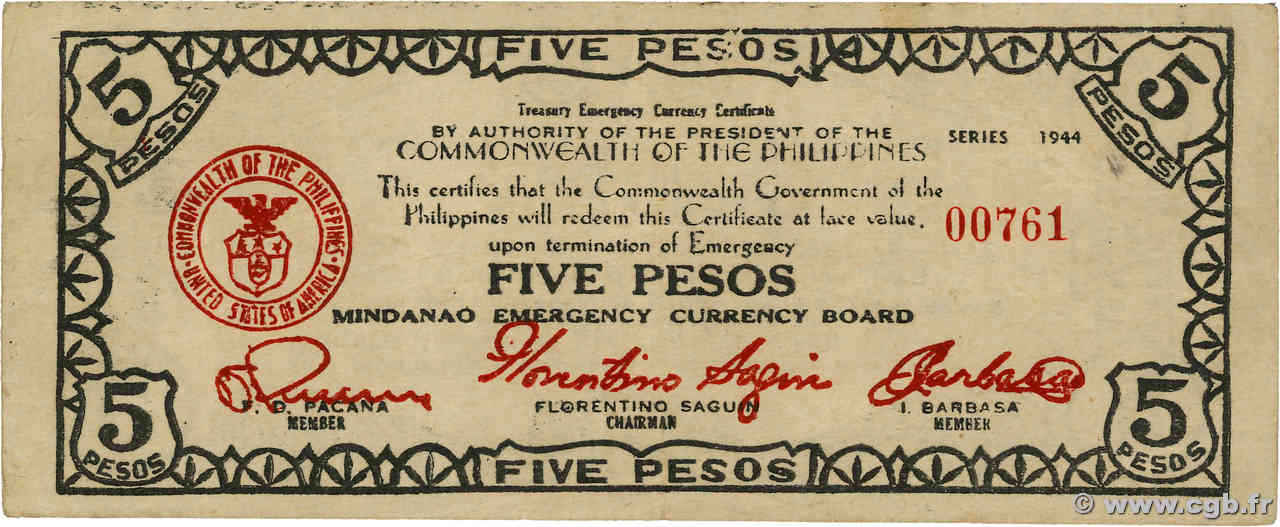 FIVE PESOS
5
PESOS
5
PESOS
Treasury Emergency Currency Certificate
BY AUTHORITY OF THE PRESIDENT OF THE
COMMONWEALTH OF THE PHILIPPINES
SERIES 1944
This certifies that the Commonwealth Government of the
Philippines will redeem this Certificate at face value,
upon termination of Emergency
00761
COMMONWEALTH OF THE PHILIPPINES
UNITED STATES OF AMERICA
FIVE PESOS
MINDANAO EMERGENCY CURRENCY BOARD
Florentino Saguin
Barbasa
F. D. PACANA
MEMBER
FLORENTINO SAGUIN
CHAIRMAN
I. BARBASA
MEMBER
5
PESOS
5
PESOS
FIVE PESOS
© www.cgb.fr